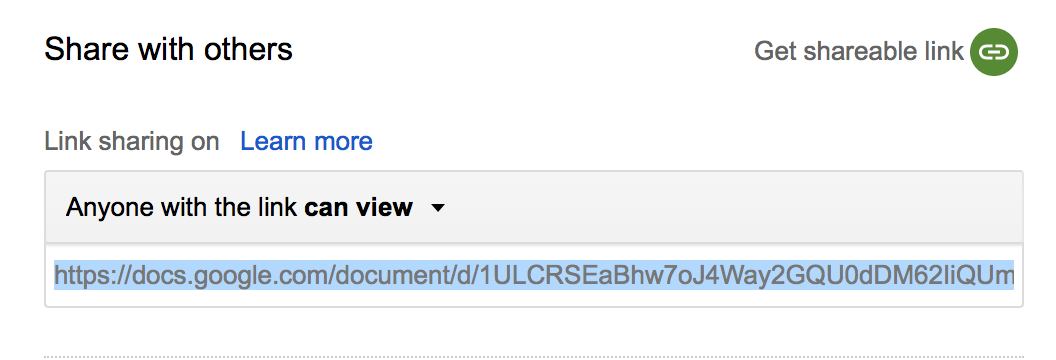 Share with others
Get shareable link
Link sharing on Learn more
Anyone with the link can view
https://docs.google.com/document/d/1ULCRSEaBhw7oJ4Way2GQU0dDM62IiQUm